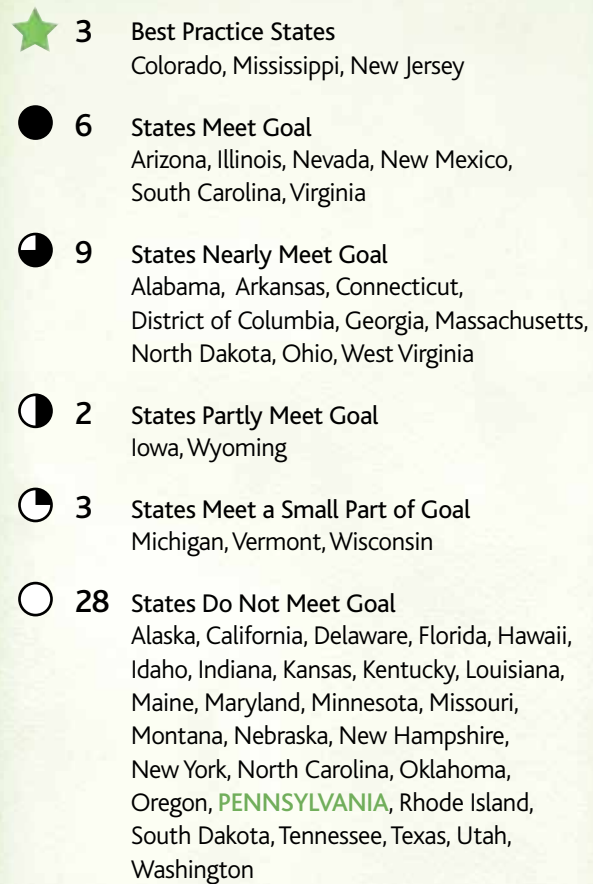 3 Best Practice States
Colorado, Mississippi, New Jersey
6 States Meet Goal
Arizona, Illinois, Nevada, New Mexico,
South Carolina, Virginia
9 States Nearly Meet Goal
Alabama, Arkansas, Connecticut,
District of Columbia, Georgia, Massachusetts,
North Dakota, Ohio, West Virginia
2 States Partly Meet Goal
Iowa, Wyoming
3 States Meet a Small Part of Goal
Michigan, Vermont, Wisconsin
28 States Do Not Meet Goal
Alaska, California, Delaware, Florida, Hawaii,
Idaho, Indiana, Kansas, Kentucky, Louisiana,
Maine, Maryland, Minnesota, Missouri,
Montana, Nebraska, New Hampshire,
New York, North Carolina, Oklahoma,
Oregon, PENNSYLVANIA, Rhode Island,
South Dakota, Tennessee, Texas, Utah,
Washington